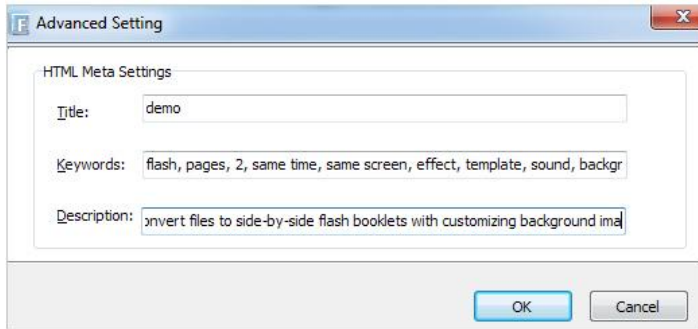 Advanced Setting
HTML Meta Settings
Title: demo
Keywords: flash, pages, 2, same time, same screen, effect, template, sound, backgr
Description: onvert files to side-by-side flash booklets with customizing background ima
OK Cancel